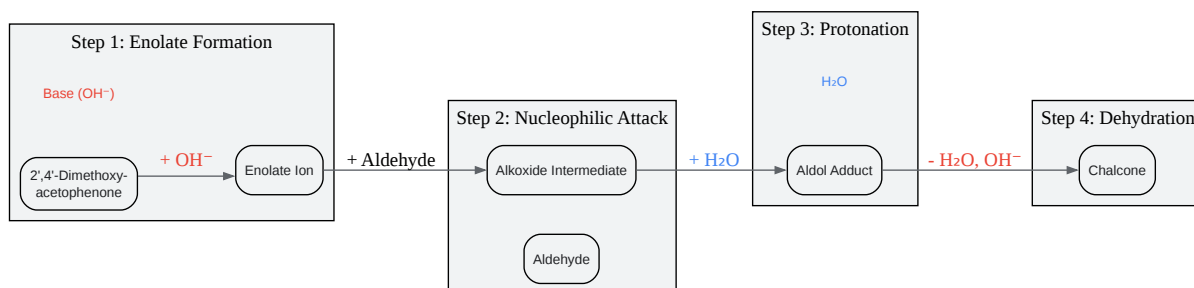 Step 1: Enolate Formation
Base (OH⁻)
2',4'-Dimethoxy-
acetophenone
+ OH⁻
Enolate Ion
+ Aldehyde
Step 2: Nucleophilic Attack
Alkoxide Intermediate
Aldehyde
+ H₂O
Step 3: Protonation
H₂O
Aldol Adduct
- H₂O, OH⁻
Step 4: Dehydration
Chalcone